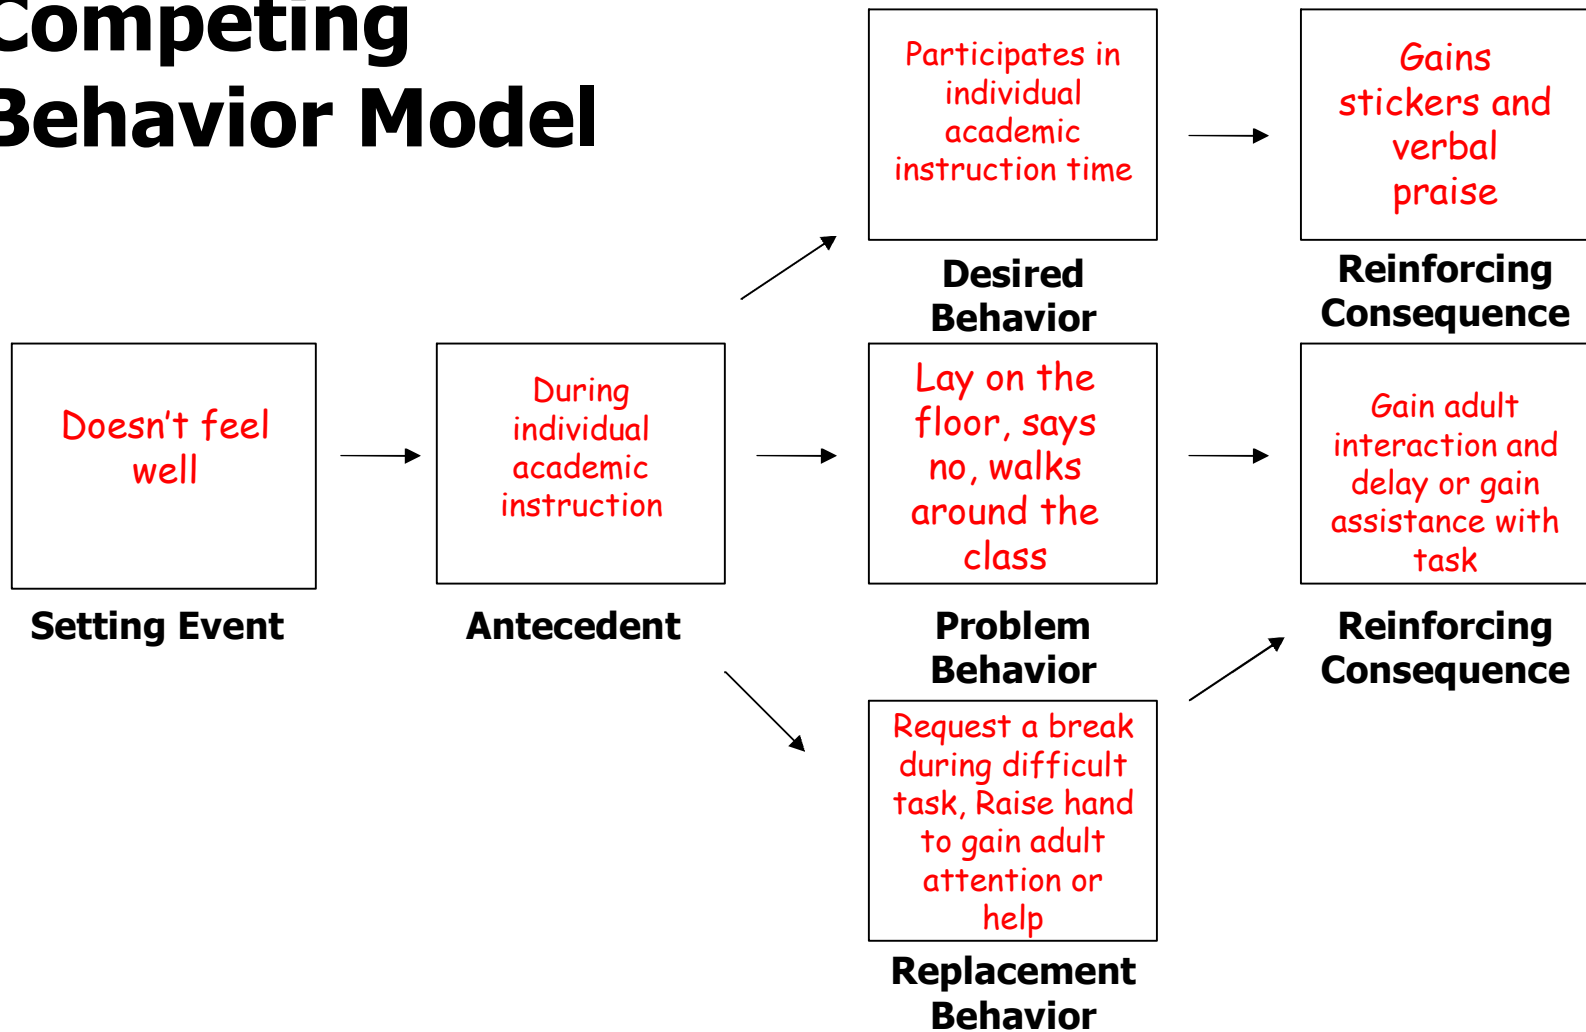 Competing
Behavior Model
Participates in
individual
academic
instruction time
Desired
Behavior
Gains
stickers and
verbal
praise
Reinforcing
Consequence
Doesn't feel
well
Setting Event
During
individual
academic
instruction
Antecedent
Lay on the
floor, says
no, walks
around the
class
Problem
Behavior
Gain adult
interaction and
delay or gain
assistance with
task
Reinforcing
Consequence
Request a break
during difficult
task, Raise hand
to gain adult
attention or
help
Replacement
Behavior